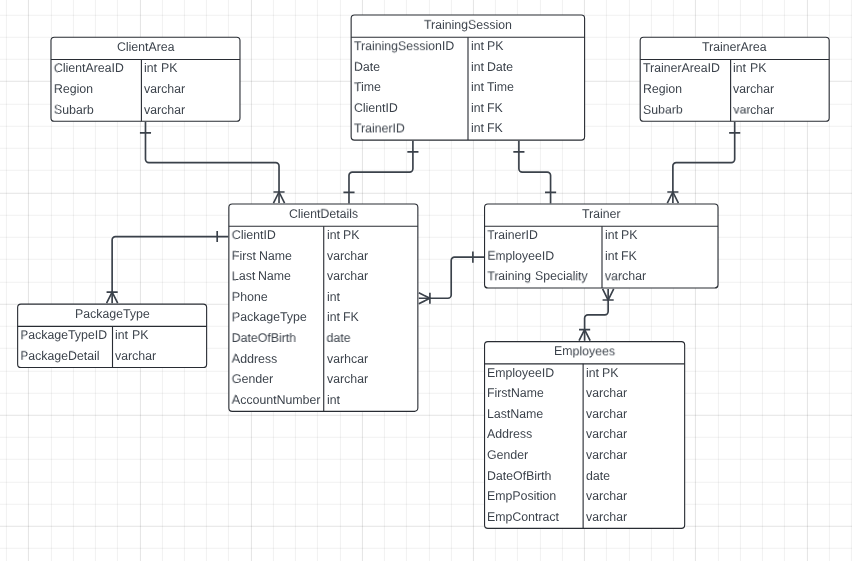 ClientArea
ClientAreaID int PK
Region varchar
Subarb varchar
TrainingSession
TrainingSessionID int PK
Date int Date
Time int Time
ClientID int FK
TrainerID int FK
TrainerArea
TrainerAreaID int PK
Region varchar
Subarb varchar
ClientDetails
ClientID int PK
First Name varchar
Last Name varchar
Phone int
PackageType int FK
DateOfBirth date
Address varhcar
Gender varchar
AccountNumber int
Trainer
TrainerID int PK
EmployeeID int FK
Training Speciality varchar
PackageType
PackageTypeID int PK
PackageDetail varchar
Employees
EmployeeID int PK
FirstName varchar
LastName varchar
Address varchar
Gender varchar
DateOfBirth date
EmpPosition varchar
EmpContract varchar